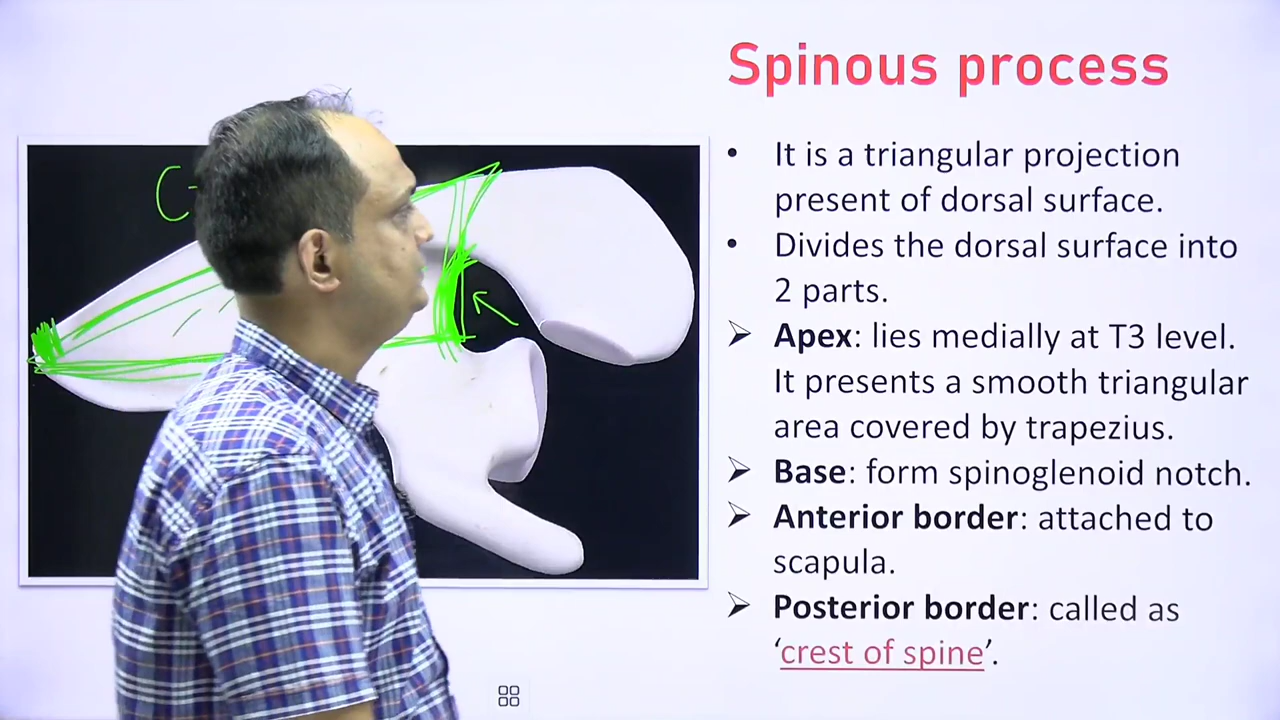 Spinous process
• It is a triangular projection
present of dorsal surface.
• Divides the dorsal surface into
2 parts.
➢ Apex: lies medially at T3 level.
It presents a smooth triangular
area covered by trapezius.
➢ Base: form spinoglenoid notch.
➢ Anterior border: attached to
scapula.
➢ Posterior border: called as
‘crest of spine’.